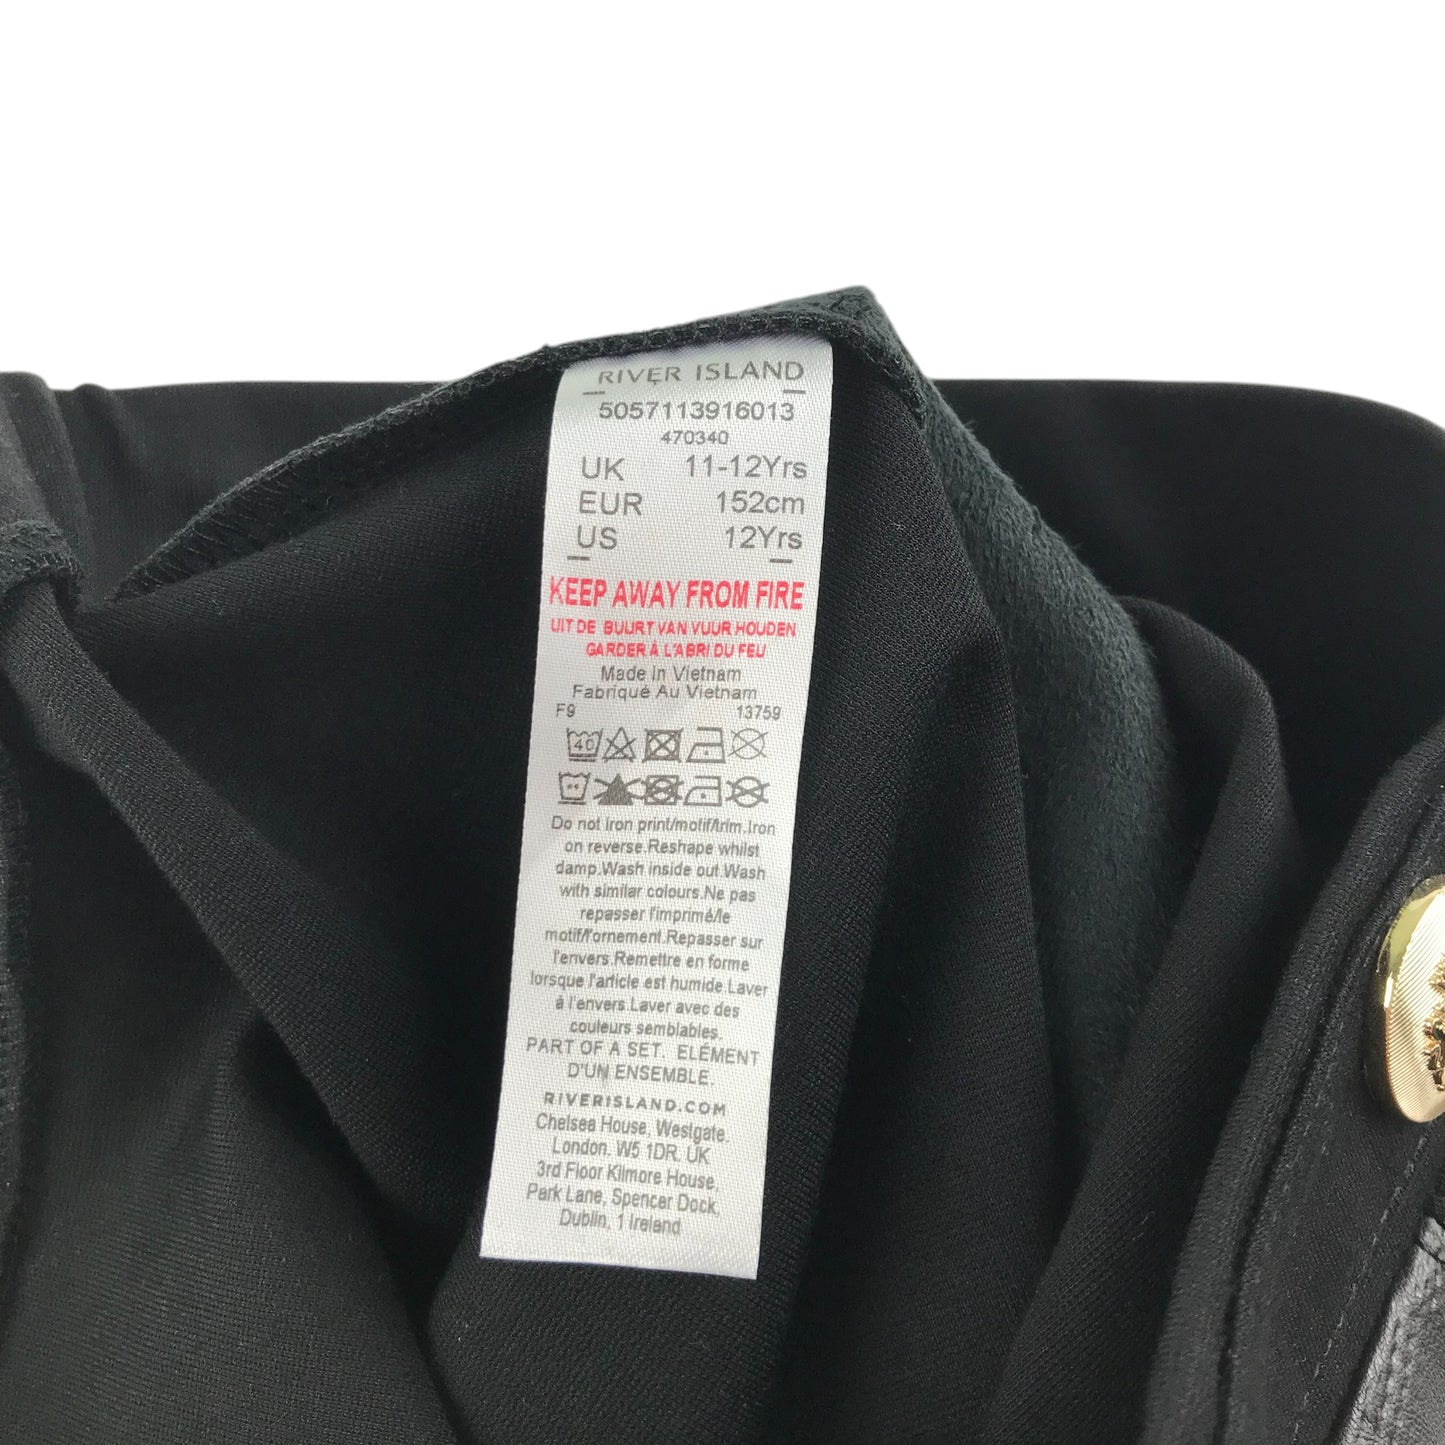 RIVER ISLAND
5057113916013
470340
UK 11-12Yrs
EUR 152cm
US 12Yrs
KEEP AWAY FROM FIRE
UIT DE BUURT VAN VUUR HOUDEN
GARDER À L'ABRI DU FEU
Made in Vietnam
Fabriqué Au Vietnam
F9 13759
40
Do not Iron print/motif/trim.Iron
on reverse.Reshape whilst
damp.Wash inside out.Wash
with similar colours.Ne pas
repasser l'imprimé/le
motif/l'ornement.Repasser sur
l'envers.Remettre en forme
lorsque l'article est humide.Laver
à l'envers.Laver avec des
couleurs semblables.
PART OF A SET. ELÉMENT
D'UN ENSEMBLE.
RIVERISLAND.COM
Chelsea House, Westgate.
London. W5 1DR. UK
3rd Floor Kilmore House,
Park Lane, Spencer Dock,
Dublin, 1 Ireland